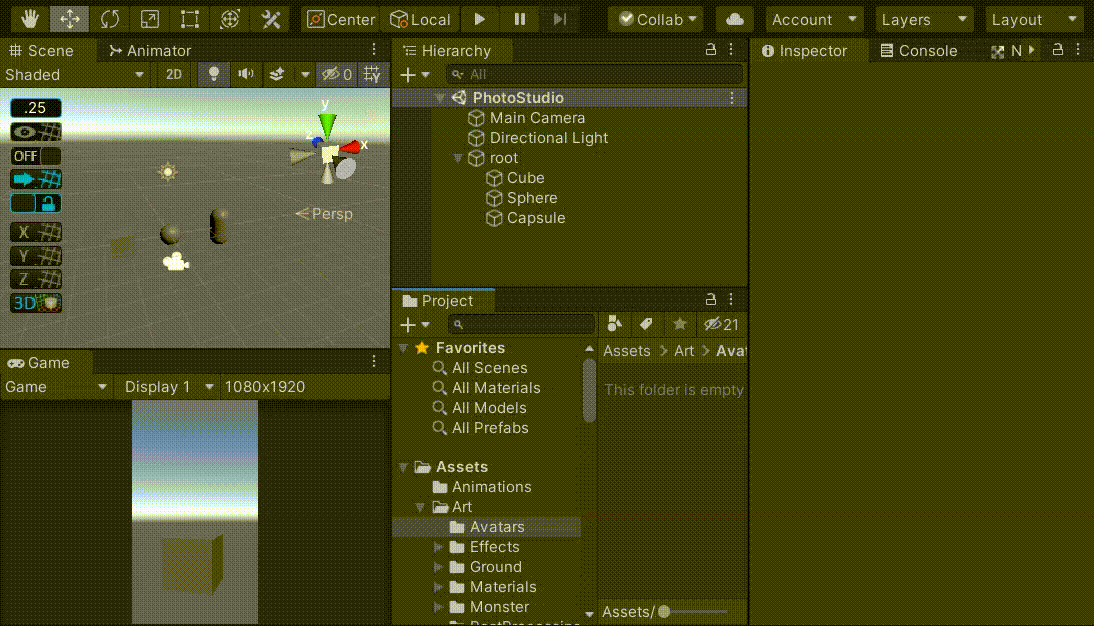 Center Local Collab Account Layers Layout
Scene Animator
Shaded 2D 0
.25
OFF
X
Y
Z
3D
y
x
z
Persp
Game
Game Display 1 1080x1920
Hierarchy
All
PhotoStudio
Main Camera
Directional Light
root
Cube
Sphere
Capsule
Project
21
Favorites
All Scenes
All Materials
All Models
All Prefabs
Assets
Animations
Art
Avatars
Effects
Ground
Materials
Monster
PostProcessing
Assets > Art > Avat
This folder is empty
Assets/
Inspector Console N